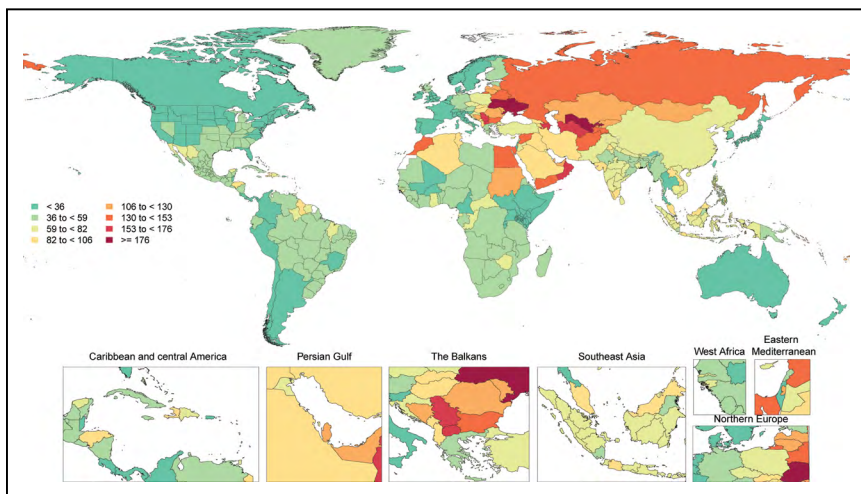 < 36
36 to < 59
59 to < 82
82 to < 106
106 to < 130
130 to < 153
153 to < 176
>= 176
Caribbean and central America
Persian Gulf
The Balkans
Southeast Asia
West Africa
Eastern
Mediterranean
Northern Europe